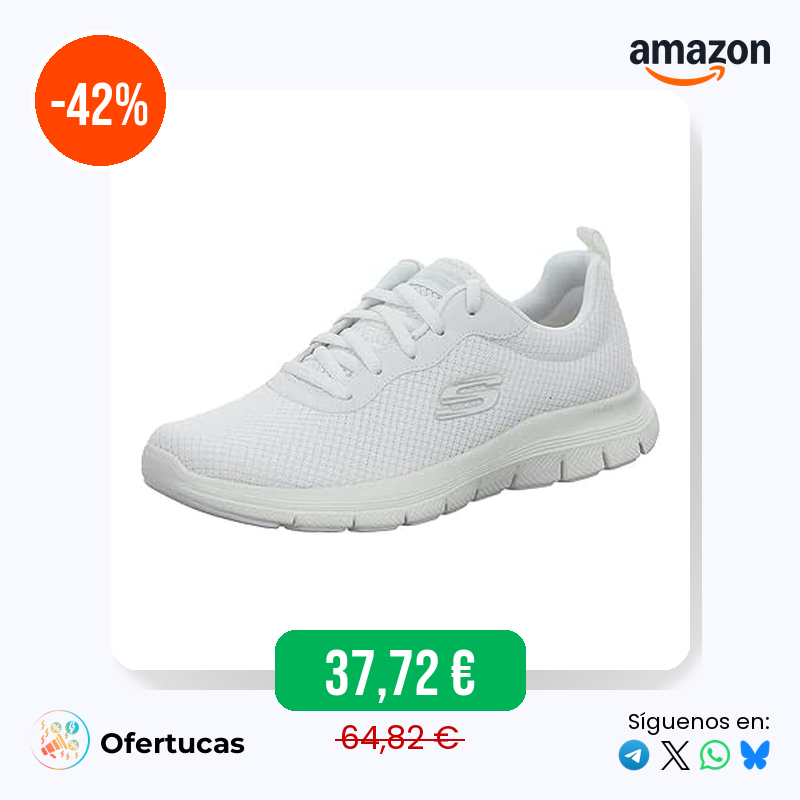 -42%
amazon
37,72 €
64,82 €
Ofertucas
Síguenos en: